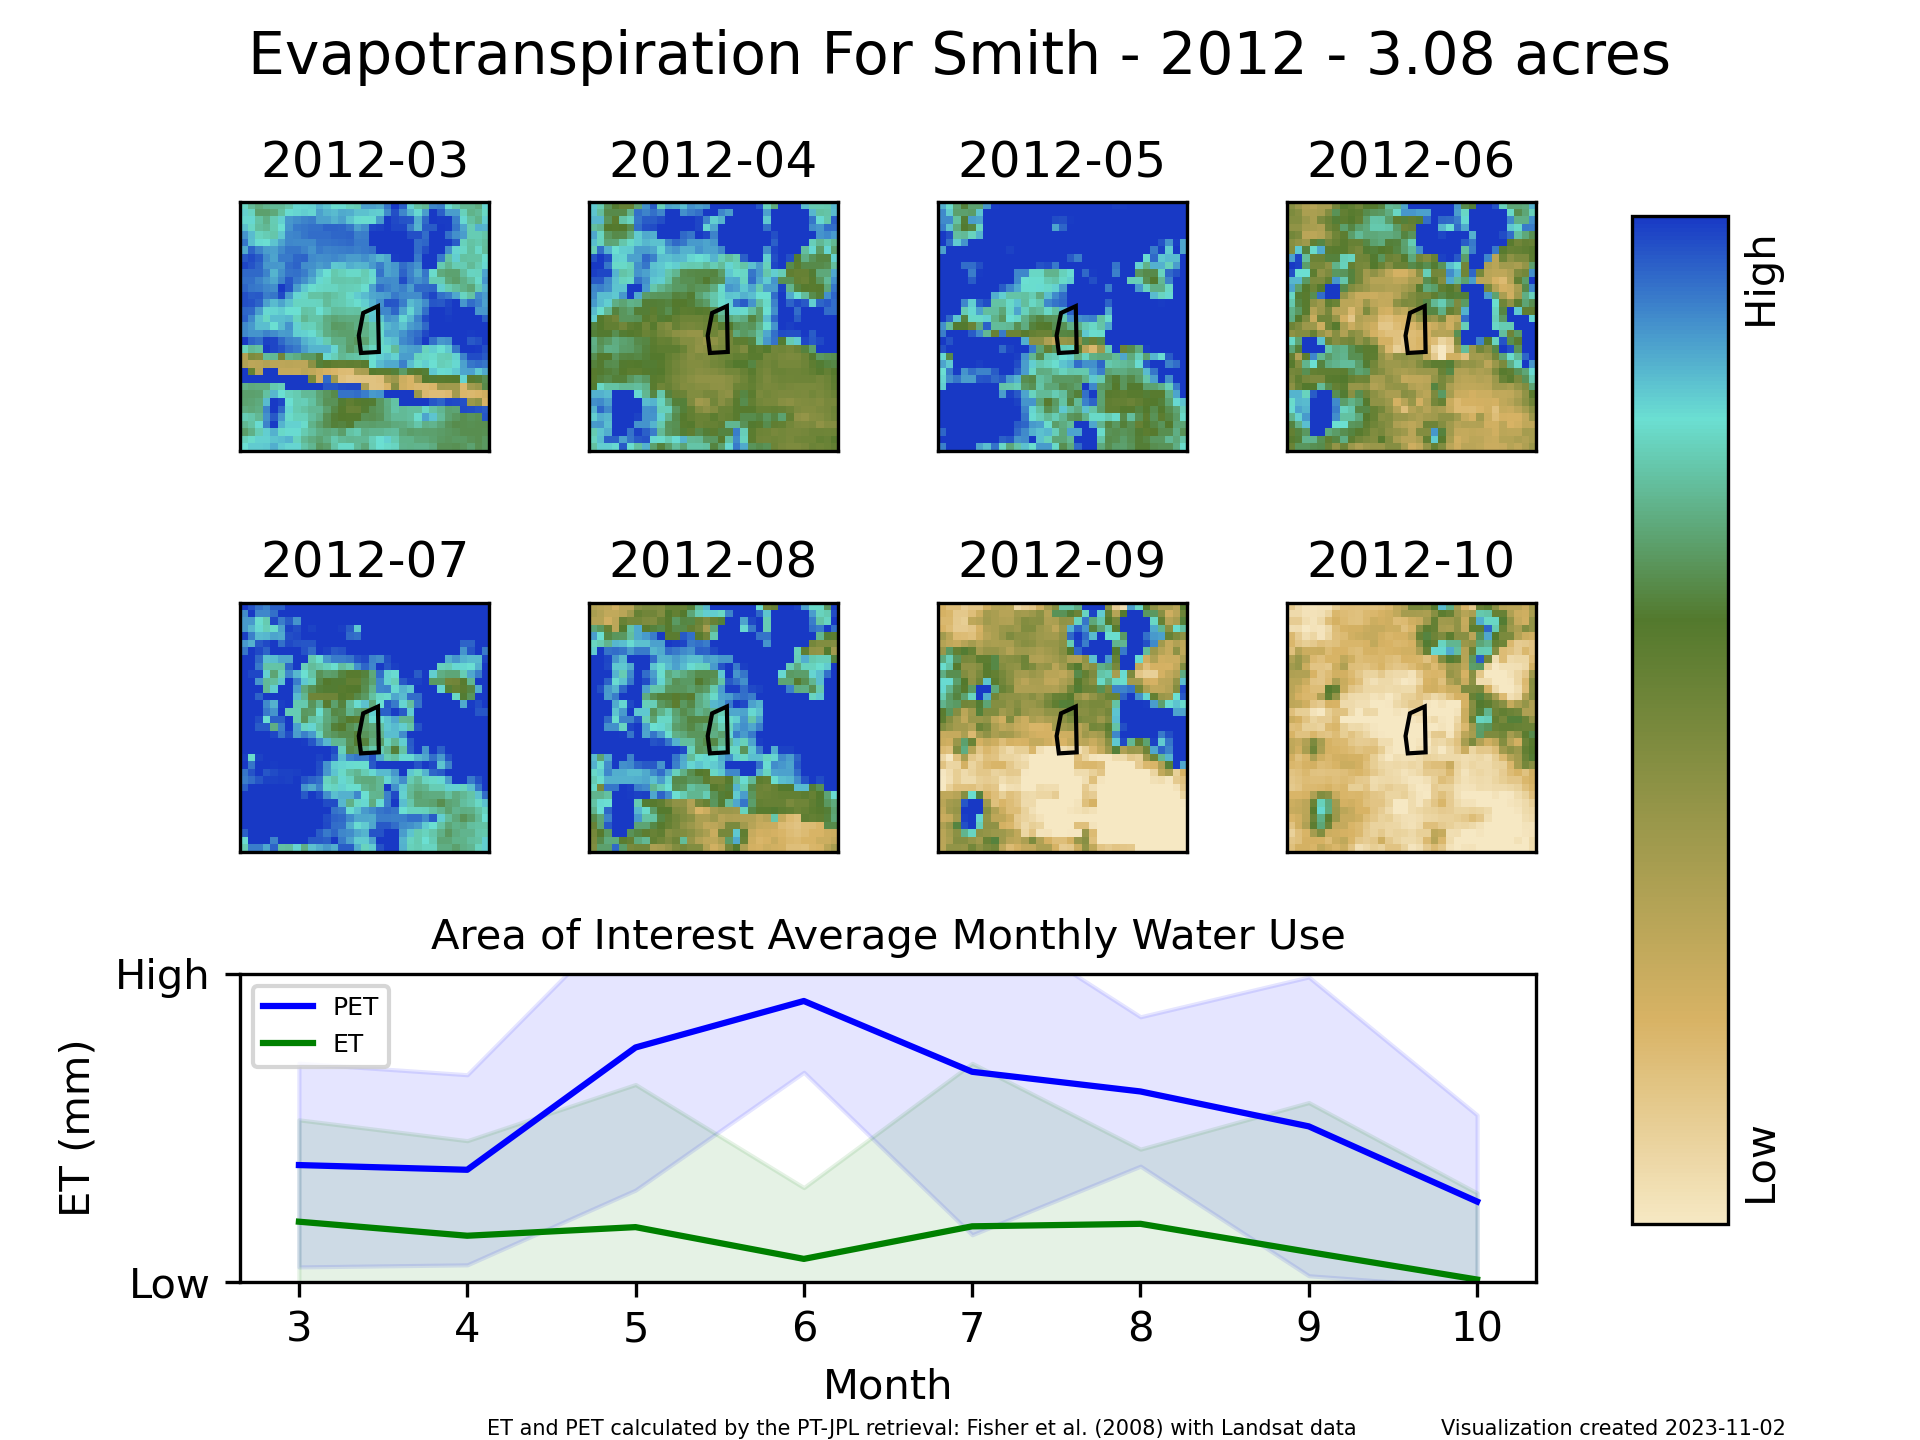 Evapotranspiration For Smith - 2012 - 3.08 acres
2012-03
2012-04
2012-05
2012-06
High
Low
2012-07
2012-08
2012-09
2012-10
Area of Interest Average Monthly Water Use
High
Low
ET (mm)
PET
ET
3
4
5
6
7
8
9
10
Month
ET and PET calculated by the PT-JPL retrieval: Fisher et al. (2008) with Landsat data
Visualization created 2023-11-02